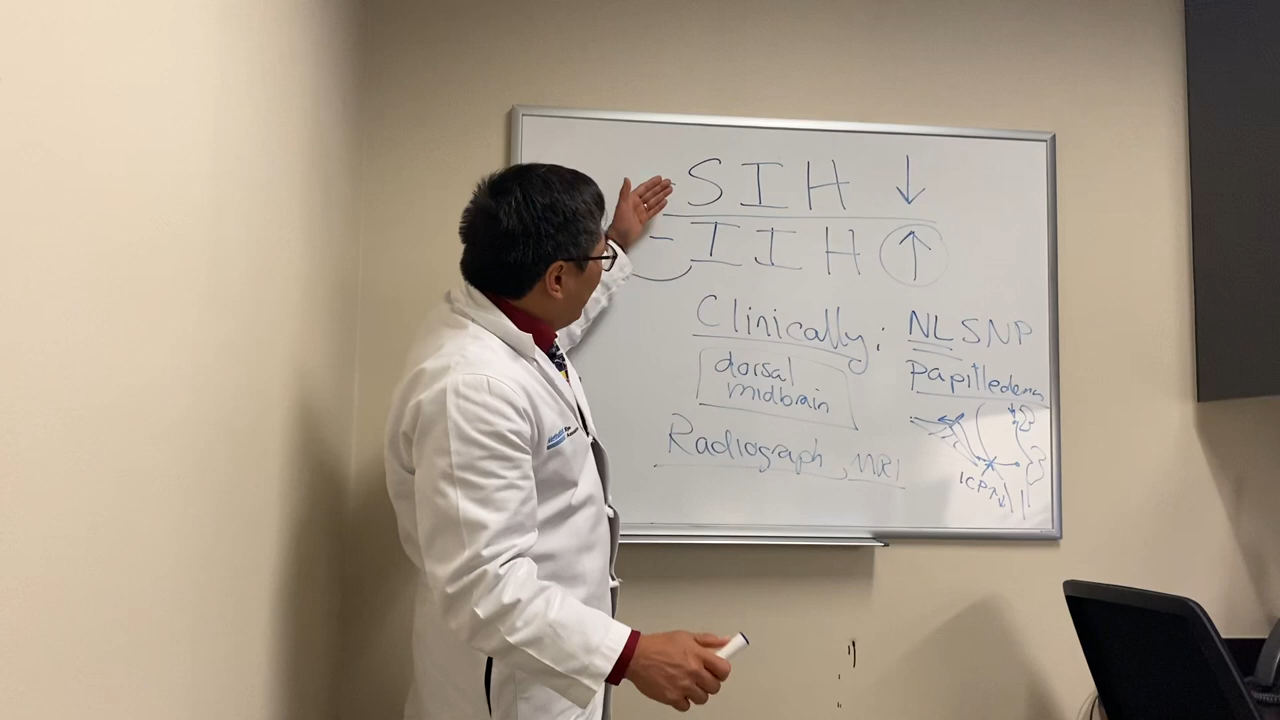 SIH ↓
IIH ↑
Clinically: NLSNP
Papilledema
dorsal
midbrain
Radiograph, MRI
ICP↑↓